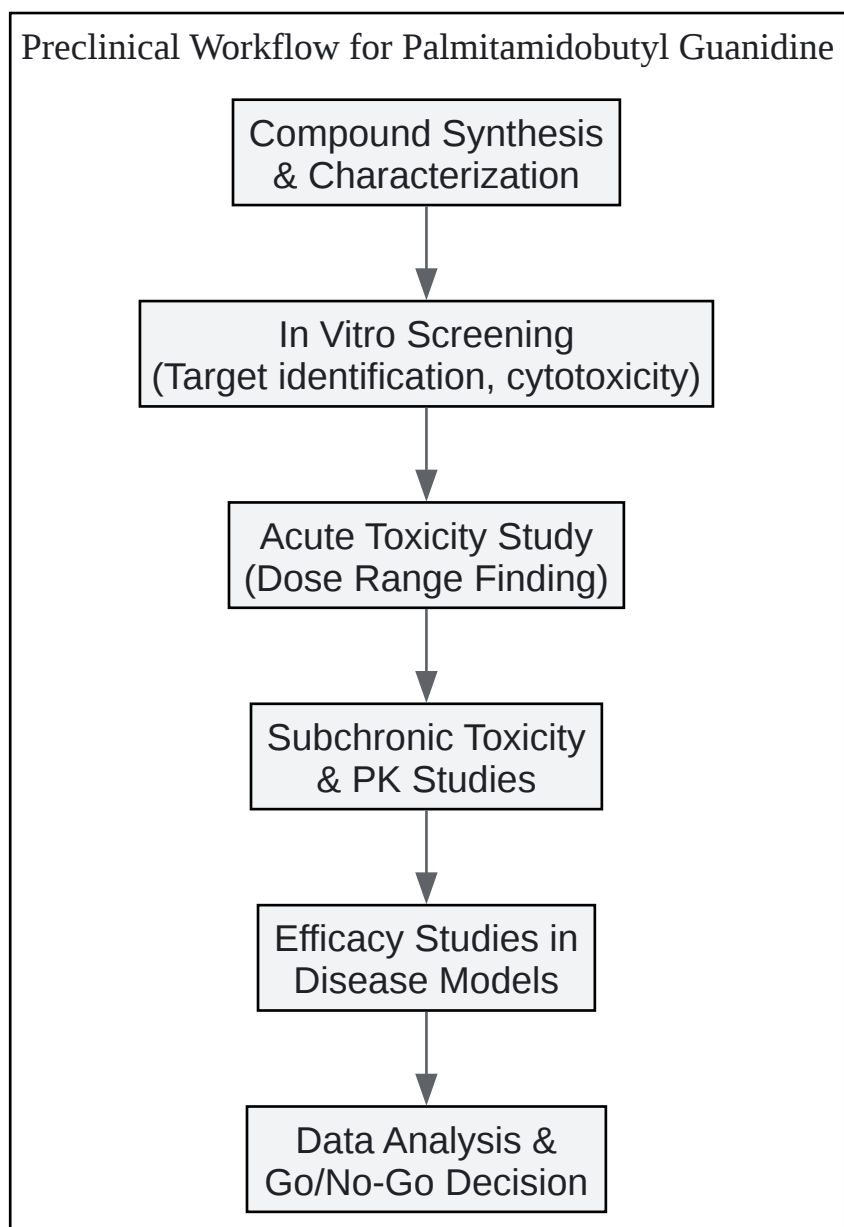 Preclinical Workflow for Palmitamidobutyl Guanidine
Compound Synthesis
& Characterization
In Vitro Screening
(Target identification, cytotoxicity)
Acute Toxicity Study
(Dose Range Finding)
Subchronic Toxicity
& PK Studies
Efficacy Studies in
Disease Models
Data Analysis &
Go/No-Go Decision